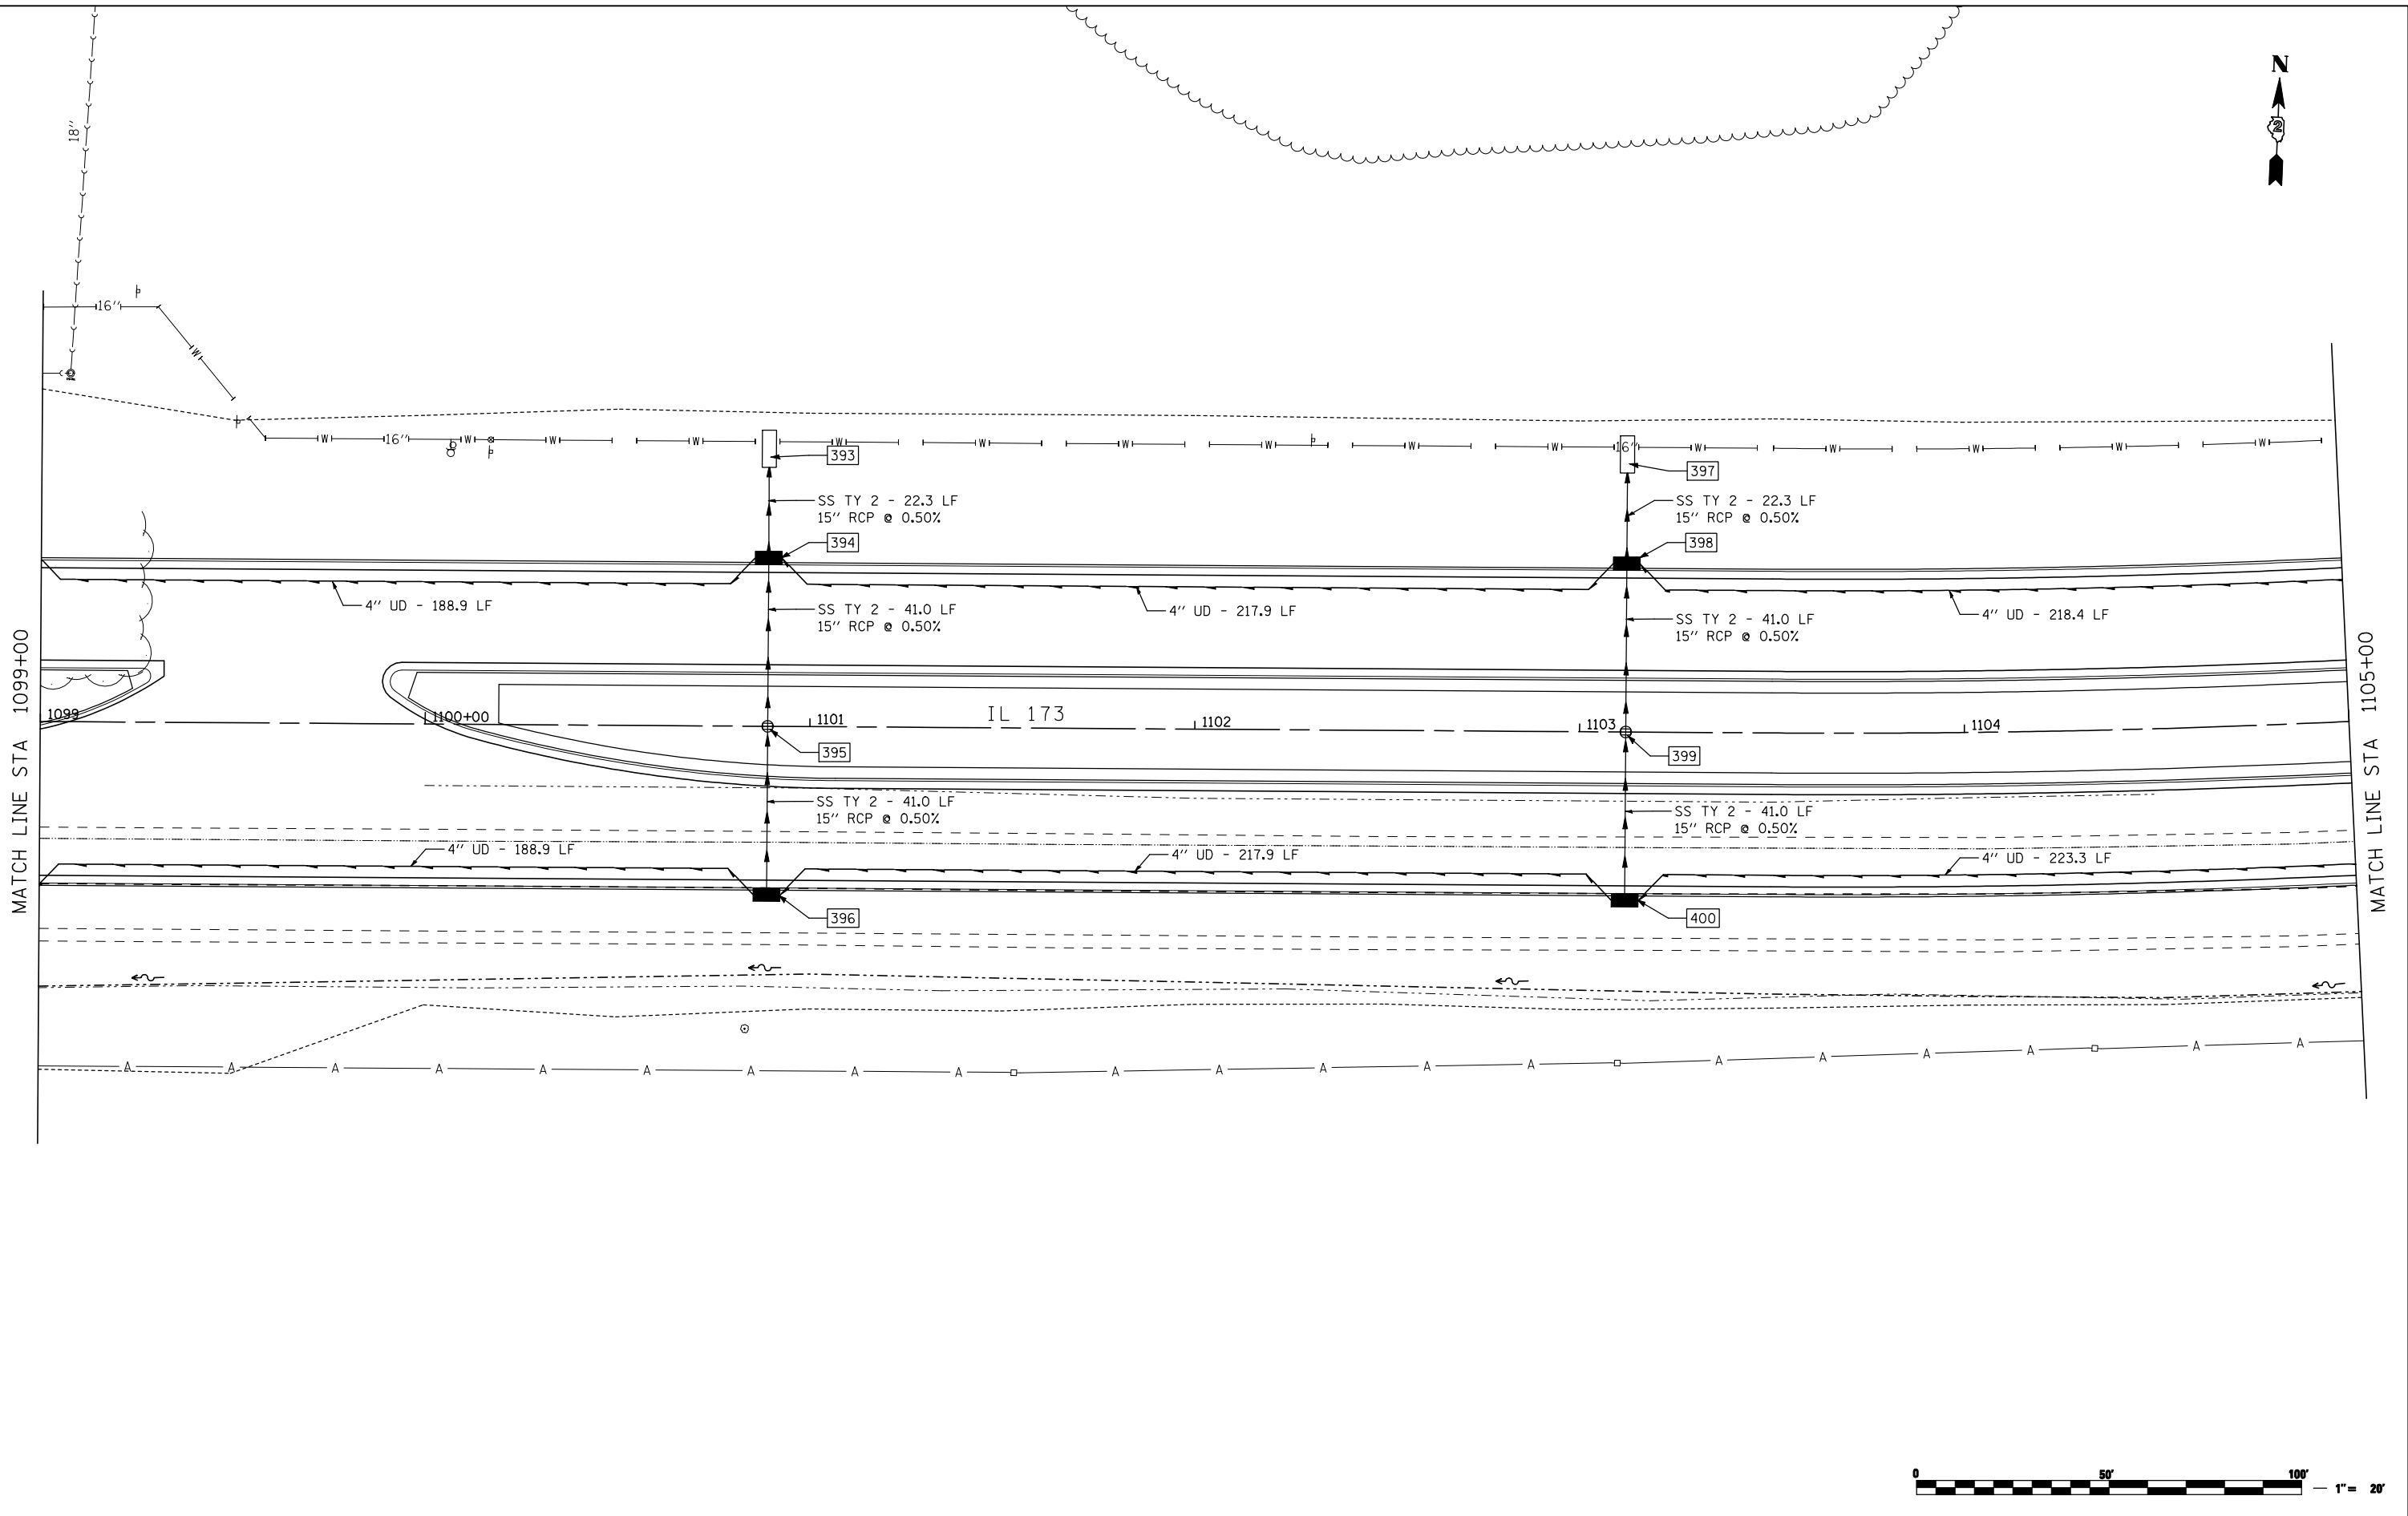 N
2
18"
16"
W
W
16"
W
W
W
W
W
W
W
W
W
16"
W
W
W
W
W
393
397
SS TY 2 - 22.3 LF
15" RCP @ 0.50%
SS TY 2 - 22.3 LF
15" RCP @ 0.50%
394
398
4" UD - 188.9 LF
SS TY 2 - 41.0 LF
15" RCP @ 0.50%
4" UD - 217.9 LF
SS TY 2 - 41.0 LF
15" RCP @ 0.50%
4" UD - 218.4 LF
MATCH LINE STA 1099+00
MATCH LINE STA 1105+00
1099
1100+00
1101
IL 173
1102
1103
1104
395
399
SS TY 2 - 41.0 LF
15" RCP @ 0.50%
SS TY 2 - 41.0 LF
15" RCP @ 0.50%
4" UD - 188.9 LF
4" UD - 217.9 LF
4" UD - 223.3 LF
396
400
A A A A A A A A A A A A A A A A A A A A
0 50' 100'
1" = 20'